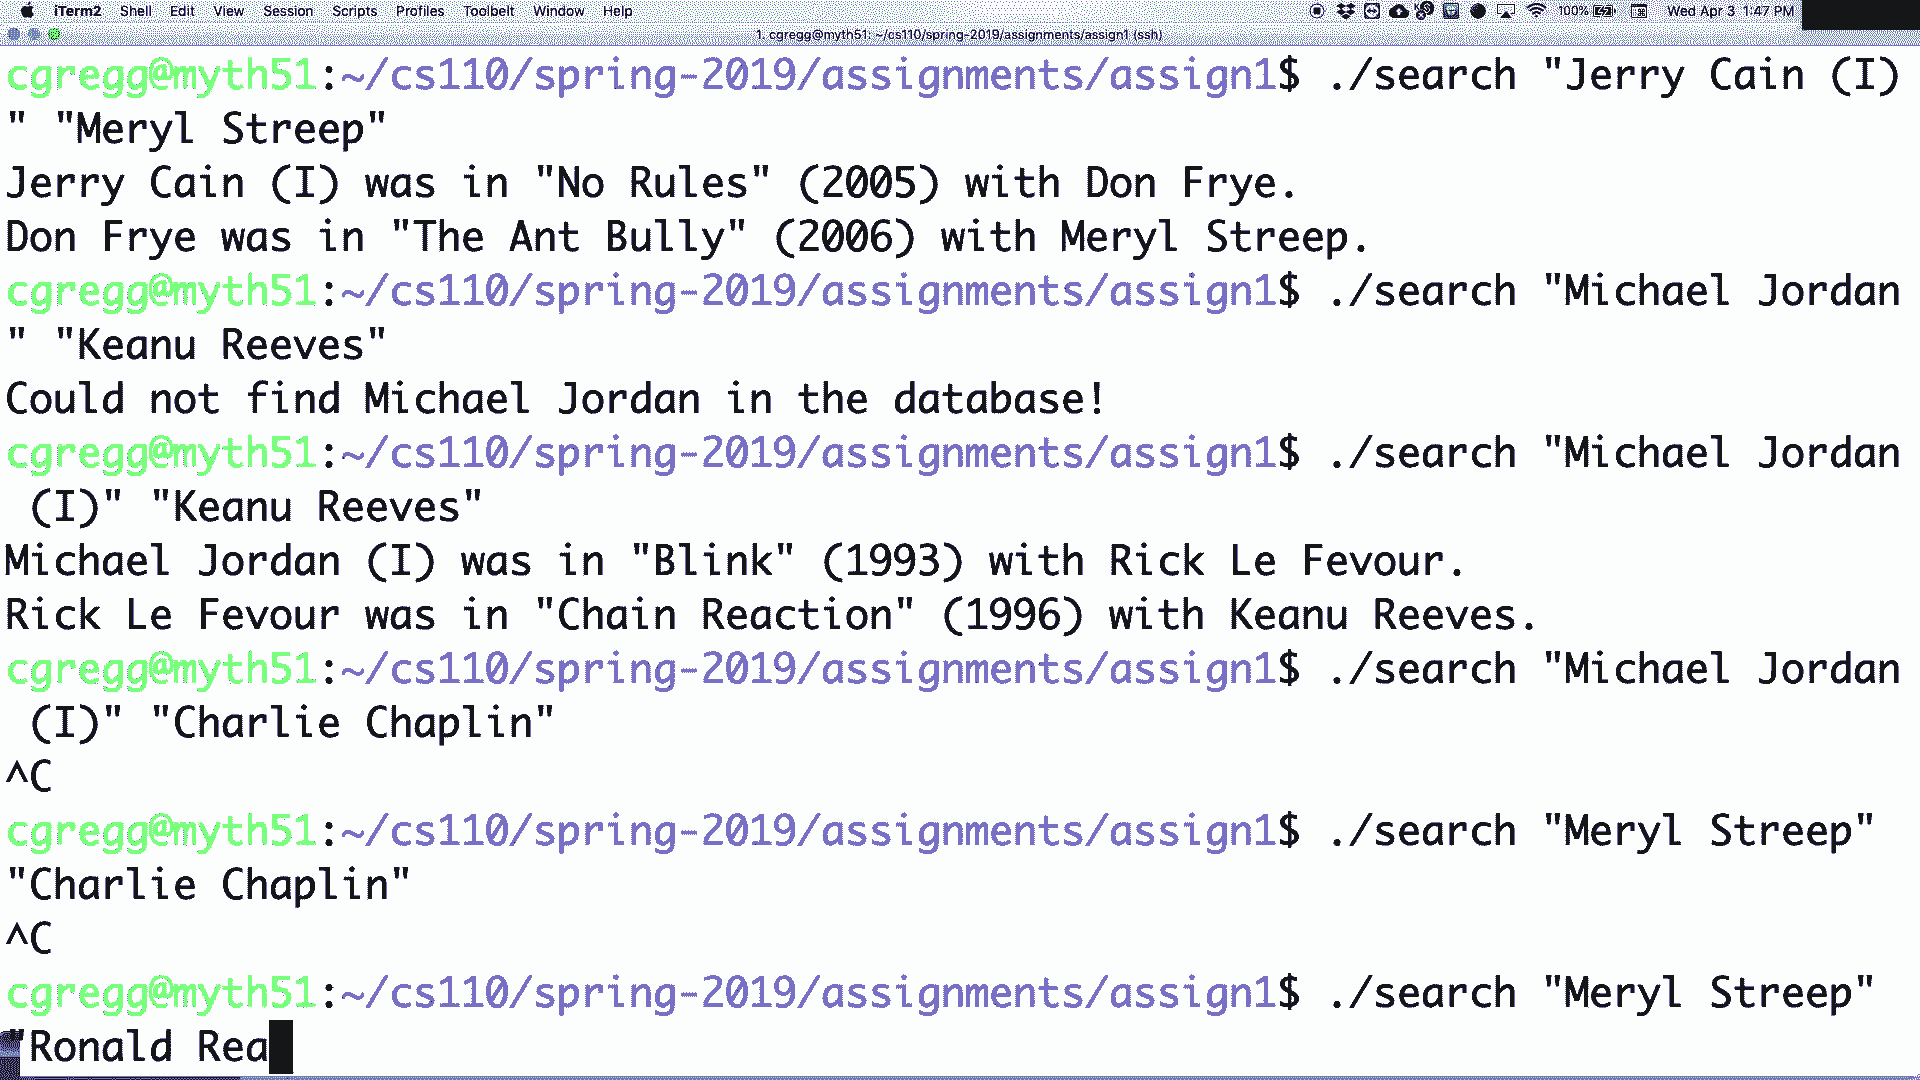 iTerm2 Shell Edit View Session Scripts Profiles Toolbelt Window Help 100% Wed Apr 3 1:47 PM
1. cgregg@myth51: ~/cs110/spring-2019/assignments/assign1 (ssh)
cgregg@myth51:~/cs110/spring-2019/assignments/assign1$ ./search "Jerry Cain (I)
" "Meryl Streep"
Jerry Cain (I) was in "No Rules" (2005) with Don Frye.
Don Frye was in "The Ant Bully" (2006) with Meryl Streep.
cgregg@myth51:~/cs110/spring-2019/assignments/assign1$ ./search "Michael Jordan
" "Keanu Reeves"
Could not find Michael Jordan in the database!
cgregg@myth51:~/cs110/spring-2019/assignments/assign1$ ./search "Michael Jordan
 (I)" "Keanu Reeves"
Michael Jordan (I) was in "Blink" (1993) with Rick Le Fevour.
Rick Le Fevour was in "Chain Reaction" (1996) with Keanu Reeves.
cgregg@myth51:~/cs110/spring-2019/assignments/assign1$ ./search "Michael Jordan
 (I)" "Charlie Chaplin"
^C
cgregg@myth51:~/cs110/spring-2019/assignments/assign1$ ./search "Meryl Streep"
"Charlie Chaplin"
^C
cgregg@myth51:~/cs110/spring-2019/assignments/assign1$ ./search "Meryl Streep"
"Ronald Rea